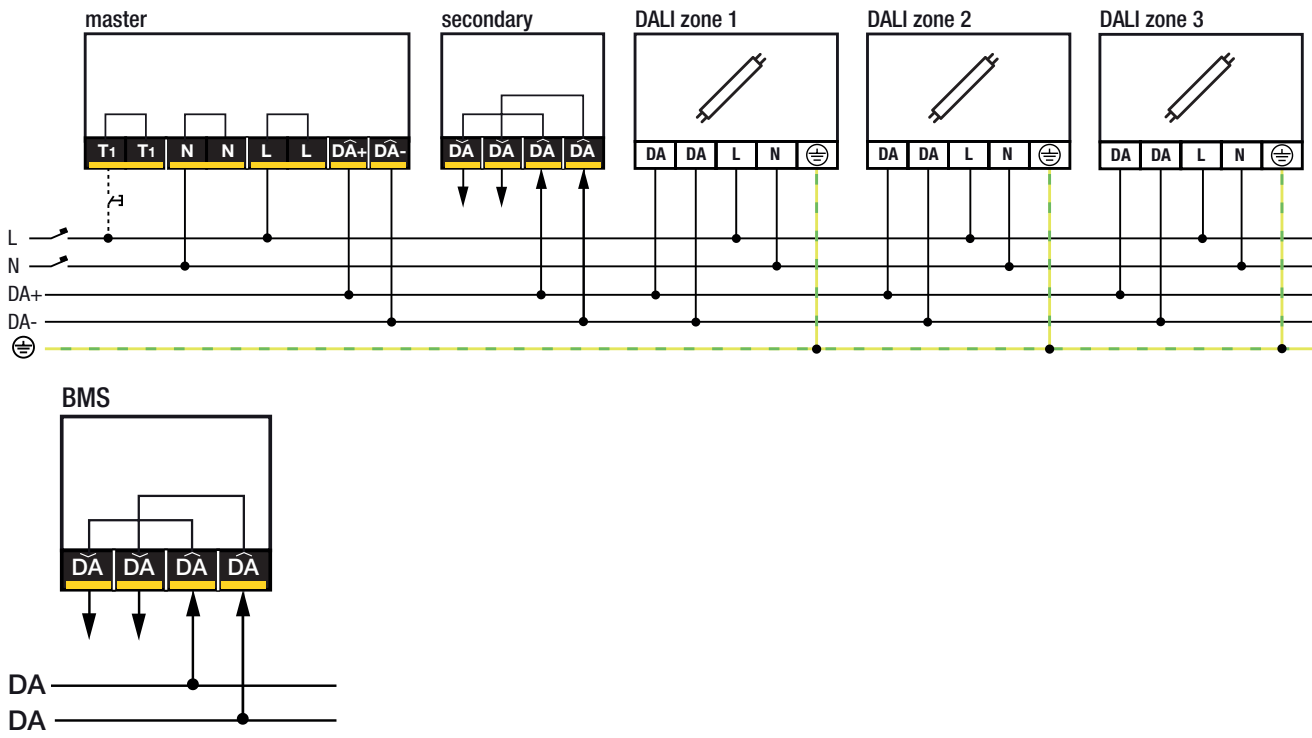 master secondary DALI zone 1 DALI zone 2 DALI zone 3
T1 T1 N N L L DA+ DA- DA DA DA DA DA DA L N DA DA L N DA DA L N
L
N
DA+
DA-
BMS
DA DA DA DA
DA
DA